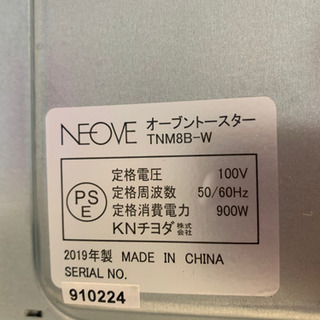 NEOVE オーブントースター
TNM8B-W
PS
E
定格電圧 100V
定格周波数 50/60Hz
定格消費電力 900W
KNチヨダ株式会社
2019年製 MADE IN CHINA
SERIAL NO.
910224